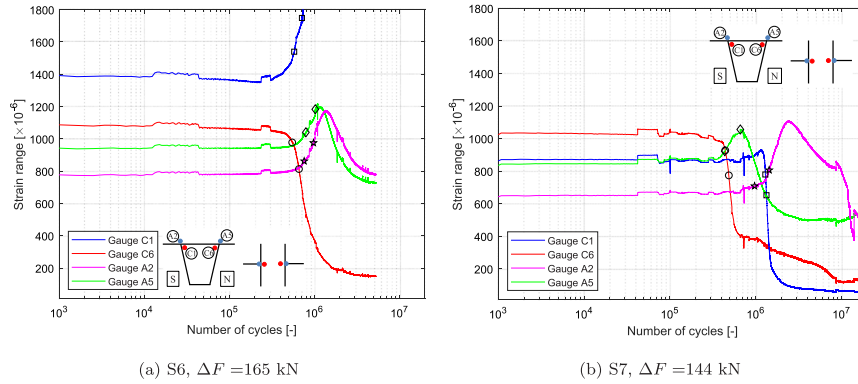 1800
1600
1400
1200
1000
800
600
400
200
Strain range [×10⁻⁶]
Gauge C1
Gauge C6
Gauge A2
Gauge A5
A2 A5
C1 C6
S N
10³ 10⁴ 10⁵ 10⁶ 10⁷
Number of cycles [-]
(a) S6, ΔF =165 kN
1800
1600
1400
1200
1000
800
600
400
200
Strain range [×10⁻⁶]
A2 A5
C1 C6
S N
Gauge C1
Gauge C6
Gauge A2
Gauge A5
10³ 10⁴ 10⁵ 10⁶ 10⁷
Number of cycles [-]
(b) S7, ΔF =144 kN